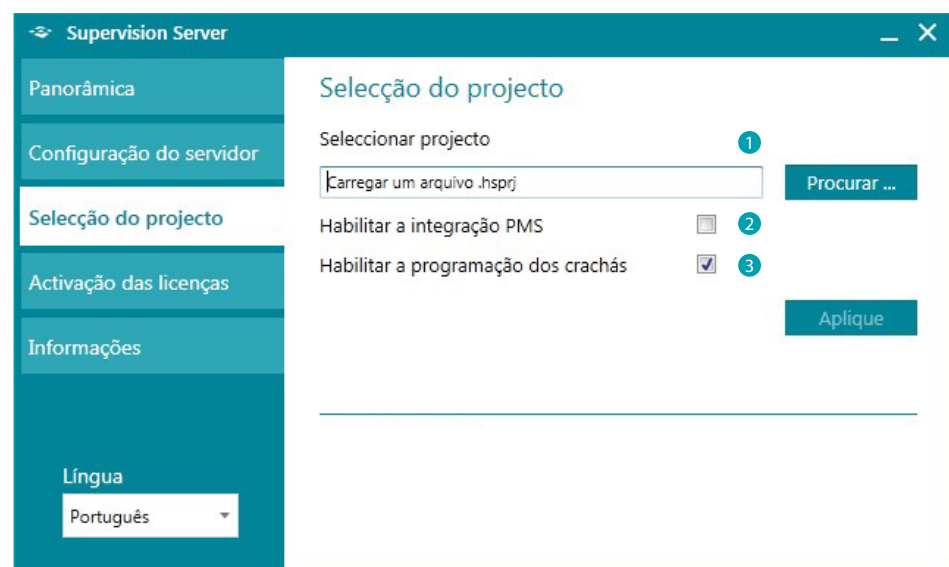 Supervision Server
Panorâmica
Configuração do servidor
Selecção do projecto
Activação das licenças
Informações
Língua
Português
Selecção do projecto
Seleccionar projecto
1
Carregar um arquivo .hsprj
Procurar ...
Habilitar a integração PMS
2
Habilitar a programação dos crachás
3
Aplique